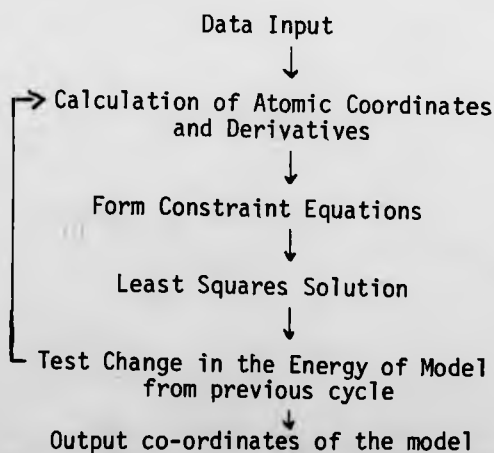 Data Input
Calculation of Atomic Coordinates
and Derivatives
Form Constraint Equations
Least Squares Solution
Test Change in the Energy of Model
from previous cycle
Output co-ordinates of the model